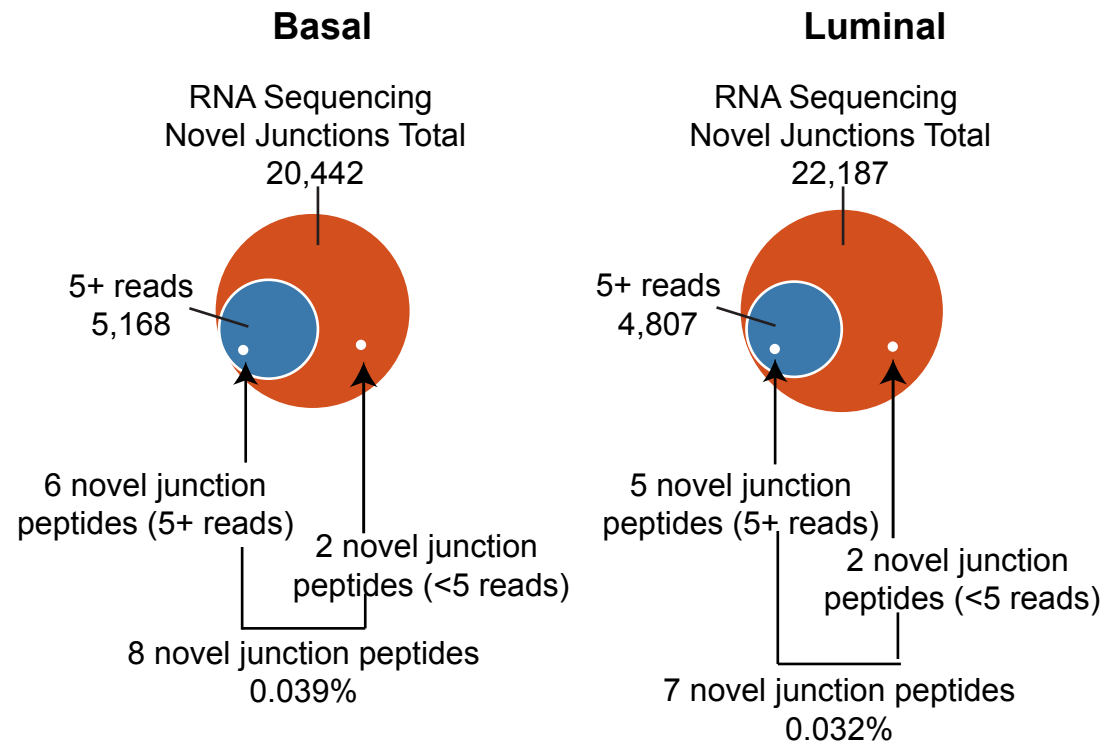 Basal
RNA Sequencing
Novel Junctions Total
20,442
5+ reads
5,168
6 novel junction
peptides (5+ reads)
2 novel junction
peptides (<5 reads)
8 novel junction peptides
0.039%
Luminal
RNA Sequencing
Novel Junctions Total
22,187
5+ reads
4,807
5 novel junction
peptides (5+ reads)
2 novel junction
peptides (<5 reads)
7 novel junction peptides
0.032%